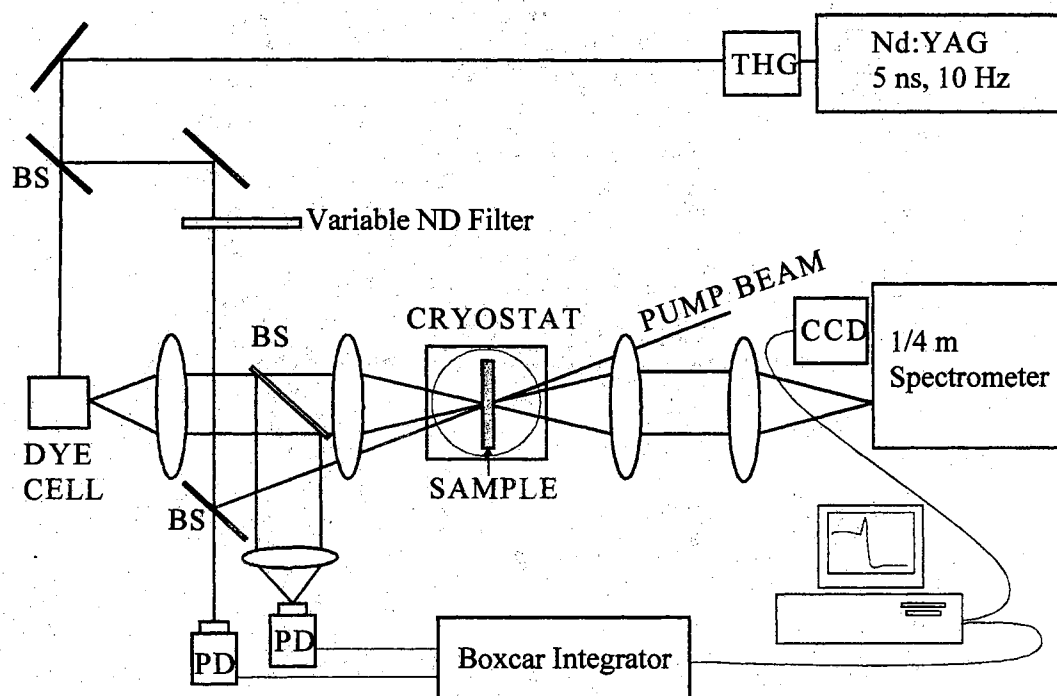 Nd:YAG
5 ns, 10 Hz
THG
BS
Variable ND Filter
PUMP BEAM
CRYOSTAT
BS
CCD
1/4 m
Spectrometer
DYE
CELL
SAMPLE
BS
PD
PD
Boxcar Integrator